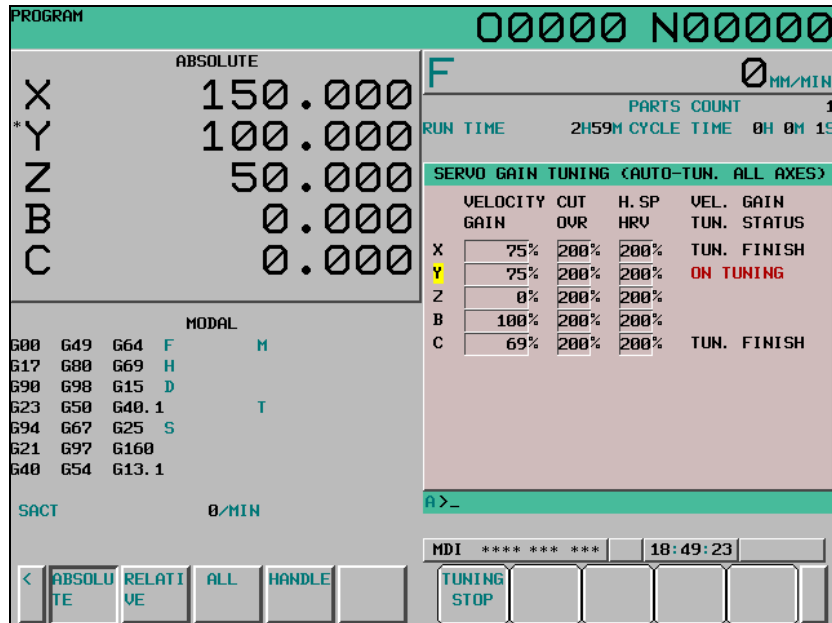 PROGRAM
O0000 N00000
ABSOLUTE
X 150.000
*Y 100.000
Z 50.000
B 0.000
C 0.000
F 0 MM/MIN
PARTS COUNT 1
RUN TIME 2H59M CYCLE TIME 0H 0M
SERVO GAIN TUNING (AUTO-TUN. ALL AXES)
VELOCITY CUT H.SP VEL. GAIN
GAIN OVR HRV TUN. STATUS
X 75% 200% 200% TUN. FINISH
Y 75% 200% 200% ON TUNING
Z 0% 200% 200%
B 100% 200% 200%
C 69% 200% 200% TUN. FINISH
MODAL
G00 G49 G64 F M
G17 G80 G69 H
G90 G98 G15 D
G23 G50 G40.1 T
G94 G67 G25 S
G21 G97 G160
G40 G54 G13.1
SACT 0/MIN
A>_
MDI **** *** *** 18:49:23
< ABSOLU RELATI ALL HANDLE
TE VE
TUNING
STOP